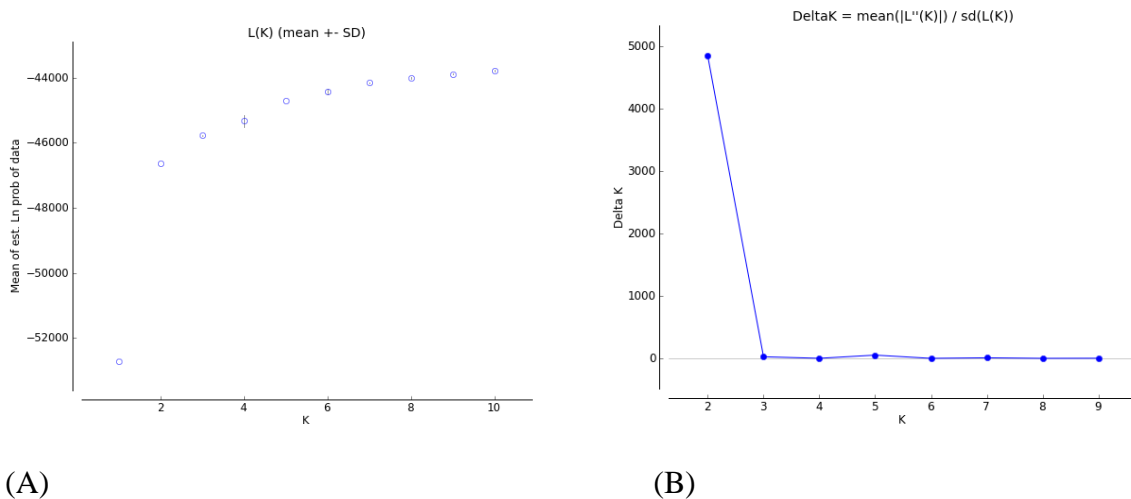 L(K) (mean +- SD)
Mean of est. Ln prob of data
−44000
−46000
−48000
−50000
−52000
2 4 6 8 10
K
(A)
DeltaK = mean(|L''(K)|) / sd(L(K))
Delta K
5000
4000
3000
2000
1000
0
2 3 4 5 6 7 8 9
K
(B)